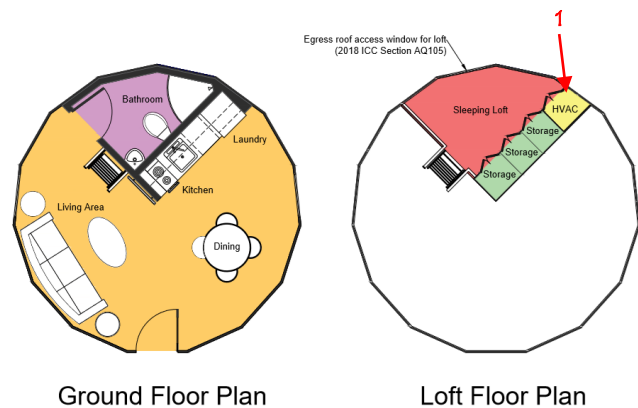 1
Egress roof access window for loft
(2018 ICC Section AQ105)
Bathroom
Laundry
Kitchen
Living Area
Dining
Sleeping Loft
HVAC
Storage
Storage
Storage
Ground Floor Plan
Loft Floor Plan